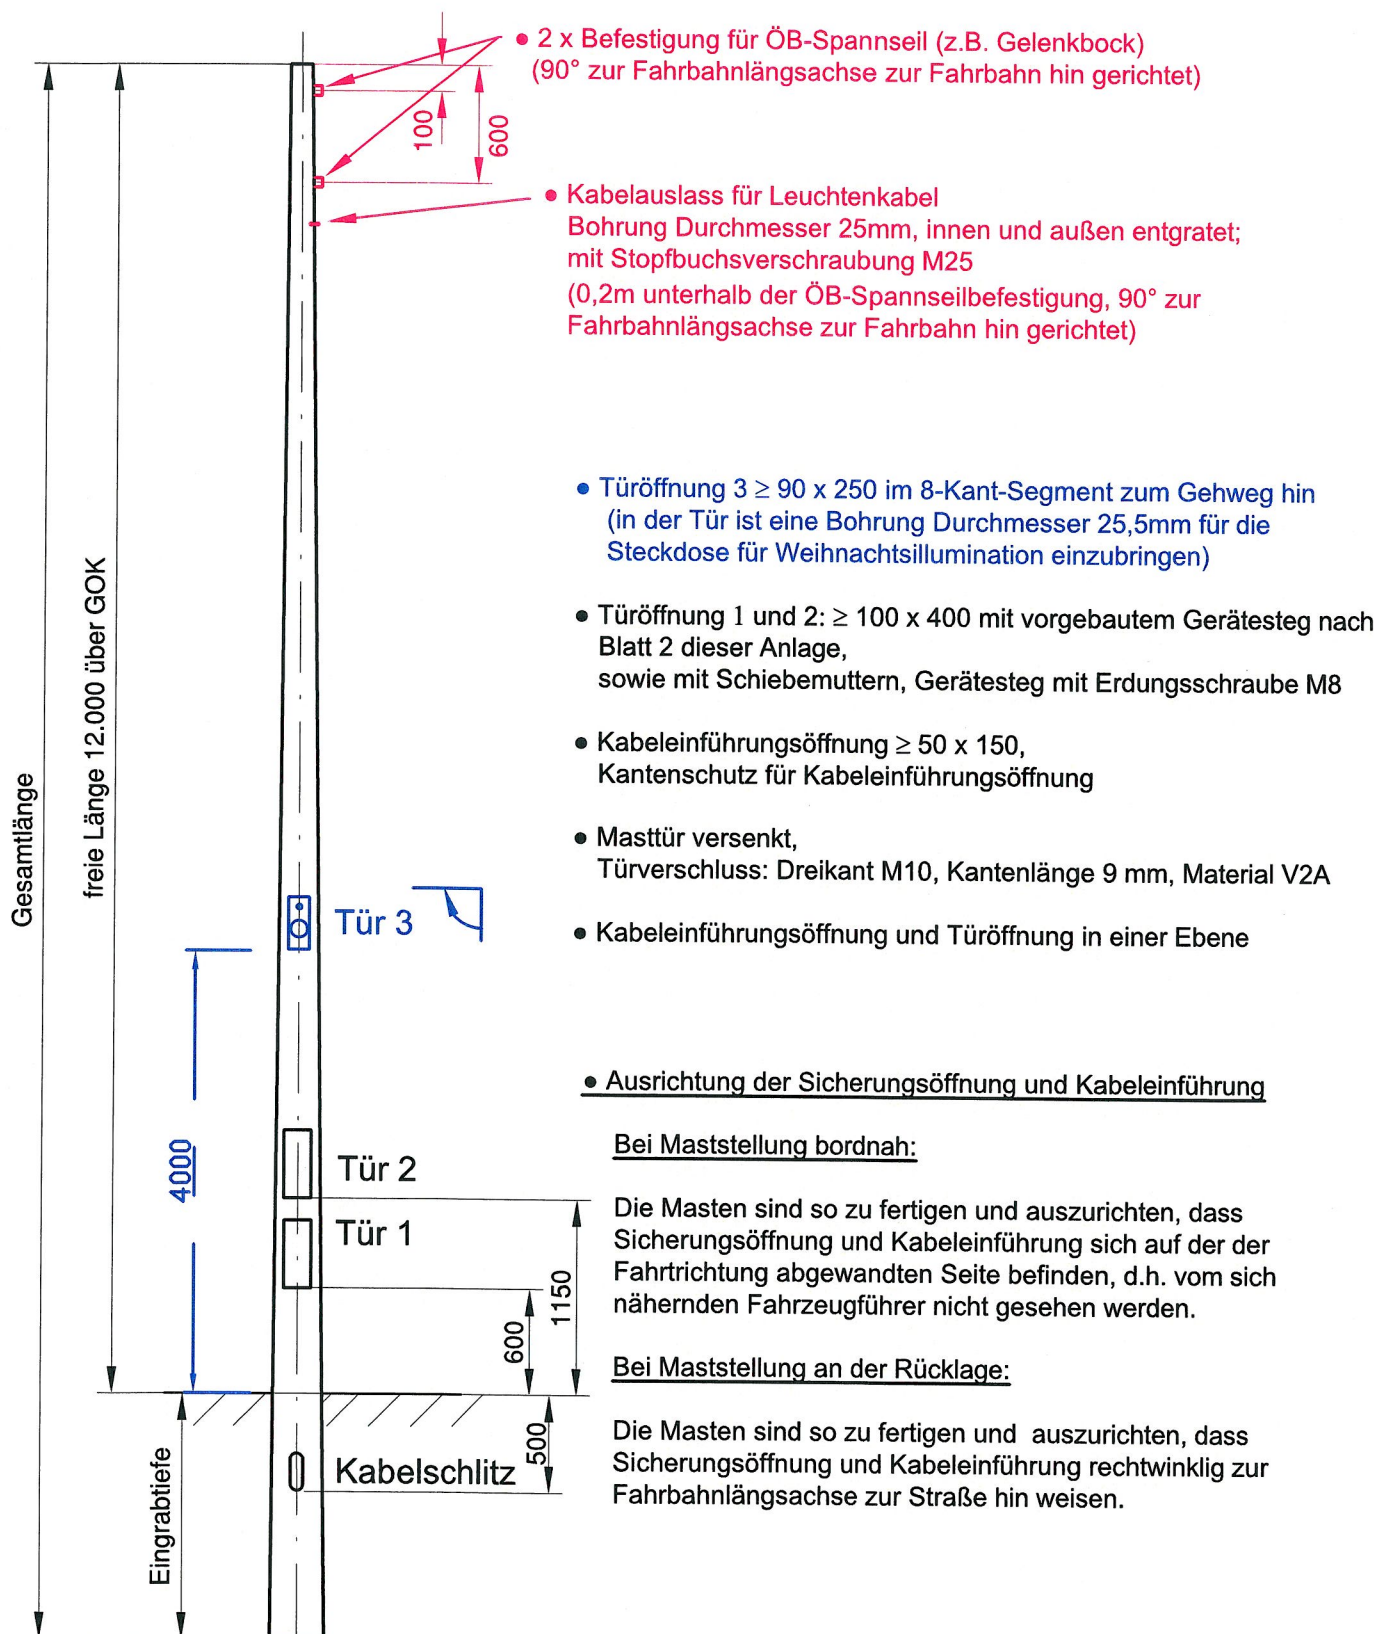 • 2 x Befestigung für ÖB-Spannseil (z.B. Gelenkbock)
(90° zur Fahrbahnlängsachse zur Fahrbahn hin gerichtet)
100
600
• Kabelauslass für Leuchtenkabel
Bohrung Durchmesser 25mm, innen und außen entgratet;
mit Stopfbuchsverschraubung M25
(0,2m unterhalb der ÖB-Spannseilbefestigung, 90° zur
Fahrbahnlängsachse zur Fahrbahn hin gerichtet)
• Türöffnung 3 ≥ 90 x 250 im 8-Kant-Segment zum Gehweg hin
(in der Tür ist eine Bohrung Durchmesser 25,5mm für die
Steckdose für Weihnachtsillumination einzubringen)
• Türöffnung 1 und 2: ≥ 100 x 400 mit vorgebautem Gerätesteg nach
Blatt 2 dieser Anlage,
sowie mit Schiebemuttern, Gerätesteg mit Erdungsschraube M8
• Kabeleinführungsöffnung ≥ 50 x 150,
Kantenschutz für Kabeleinführungsöffnung
• Masttür versenkt,
Türverschluss: Dreikant M10, Kantenlänge 9 mm, Material V2A
• Kabeleinführungsöffnung und Türöffnung in einer Ebene
Gesamtlänge
freie Länge 12.000 über GOK
Tür 3
4000
Tür 2
Tür 1
1150
600
500
Kabelschlitz
Eingrabtiefe
• Ausrichtung der Sicherungsöffnung und Kabeleinführung
Bei Maststellung bordnah:
Die Masten sind so zu fertigen und auszurichten, dass
Sicherungsöffnung und Kabeleinführung sich auf der der
Fahrtrichtung abgewandten Seite befinden, d.h. vom sich
nähernden Fahrzeugführer nicht gesehen werden.
Bei Maststellung an der Rücklage:
Die Masten sind so zu fertigen und auszurichten, dass
Sicherungsöffnung und Kabeleinführung rechtwinklig zur
Fahrbahnlängsachse zur Straße hin weisen.